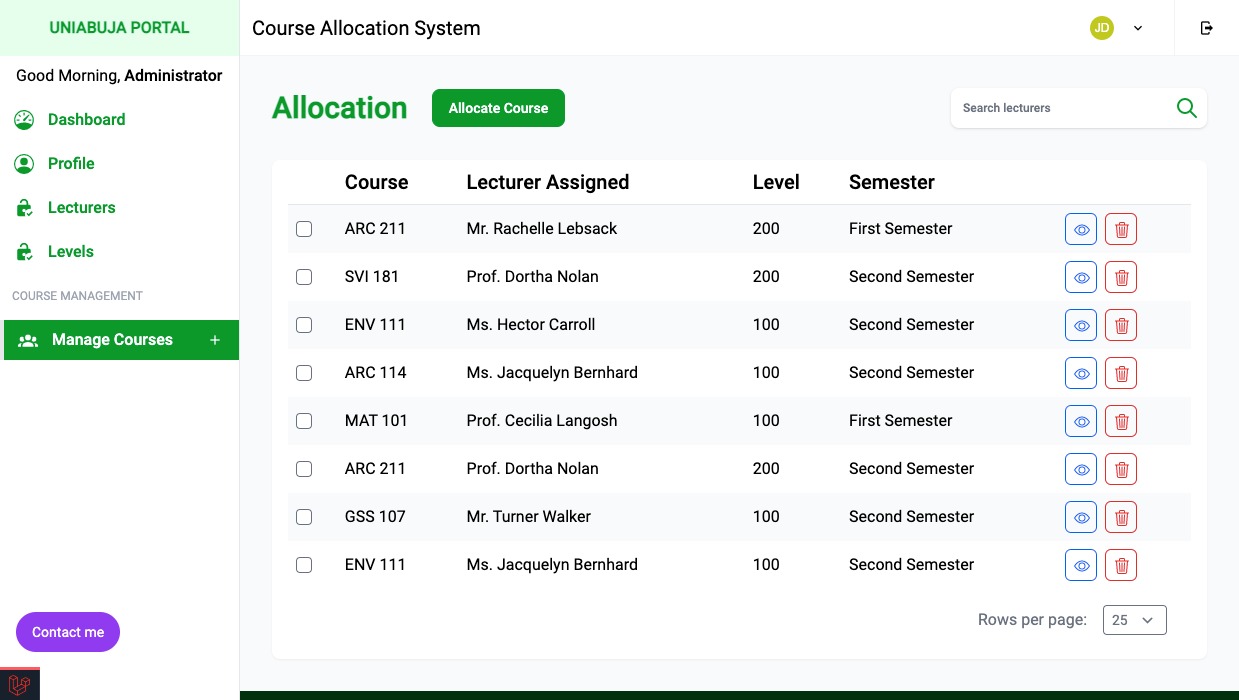 UNIABUJA PORTAL
Course Allocation System
JD
Good Morning, Administrator
Dashboard
Profile
Lecturers
Levels
COURSE MANAGEMENT
Manage Courses +
Contact me
Allocation
Allocate Course
Search lecturers
Course Lecturer Assigned Level Semester
ARC 211 Mr. Rachelle Lebsack 200 First Semester
SVI 181 Prof. Dortha Nolan 200 Second Semester
ENV 111 Ms. Hector Carroll 100 Second Semester
ARC 114 Ms. Jacquelyn Bernhard 100 Second Semester
MAT 101 Prof. Cecilia Langosh 100 First Semester
ARC 211 Prof. Dortha Nolan 200 Second Semester
GSS 107 Mr. Turner Walker 100 Second Semester
ENV 111 Ms. Jacquelyn Bernhard 100 Second Semester
Rows per page: 25